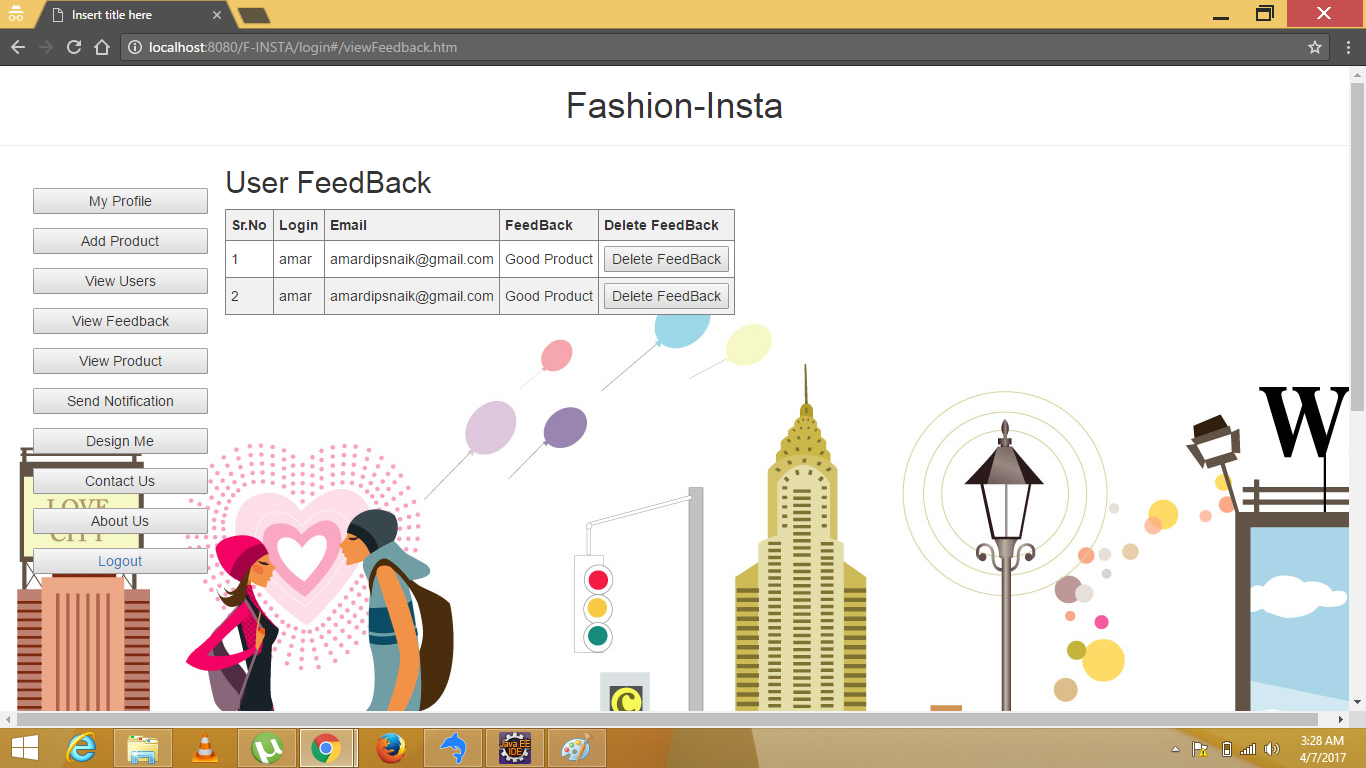 Insert title here
localhost:8080/F-INSTA/login#/viewFeedback.htm
Fashion-Insta
My Profile
Add Product
View Users
View Feedback
View Product
Send Notification
Design Me
Contact Us
About Us
Logout
User FeedBack
Sr.No Login Email FeedBack Delete FeedBack
1 amar amardipsnaik@gmail.com Good Product Delete FeedBack
2 amar amardipsnaik@gmail.com Good Product Delete FeedBack
LOVE
CITY
W
C
Java EE
IDE
3:28 AM
4/7/2017